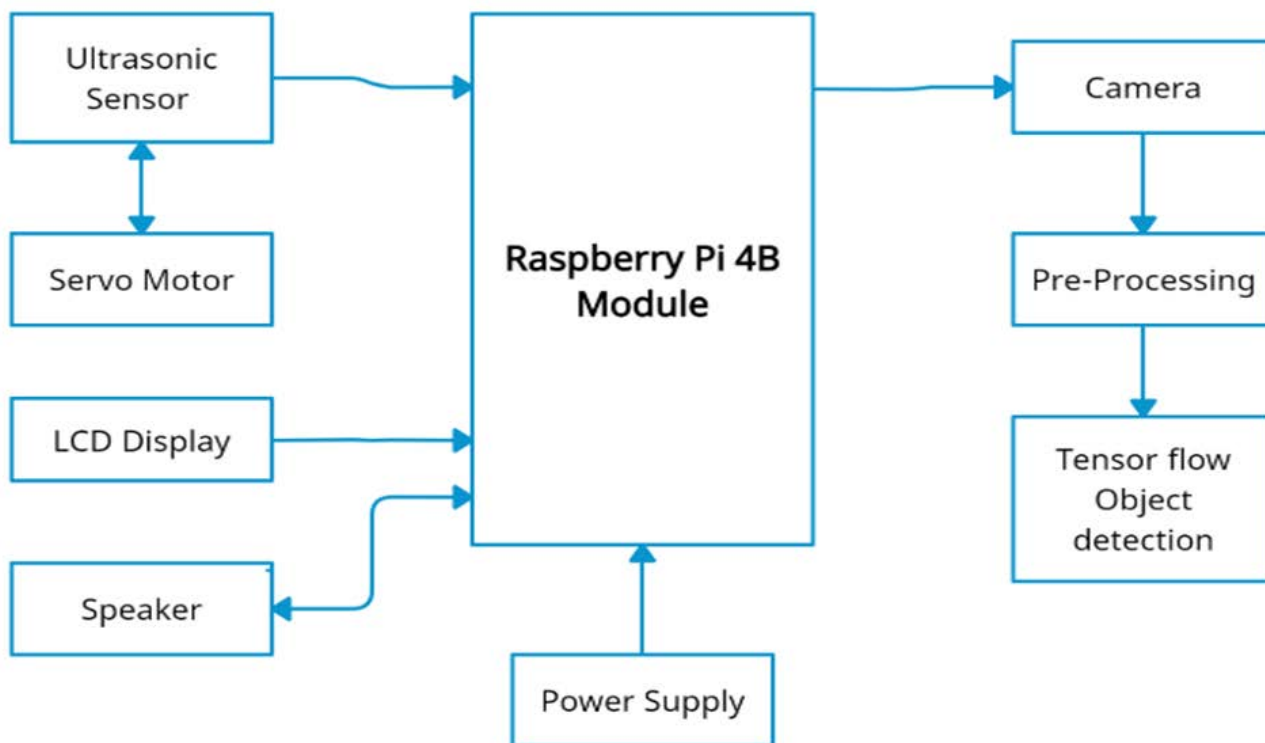 Ultrasonic
Sensor
Servo Motor
LCD Display
Speaker
Raspberry Pi 4B
Module
Power Supply
Camera
Pre-Processing
Tensor flow
Object
detection